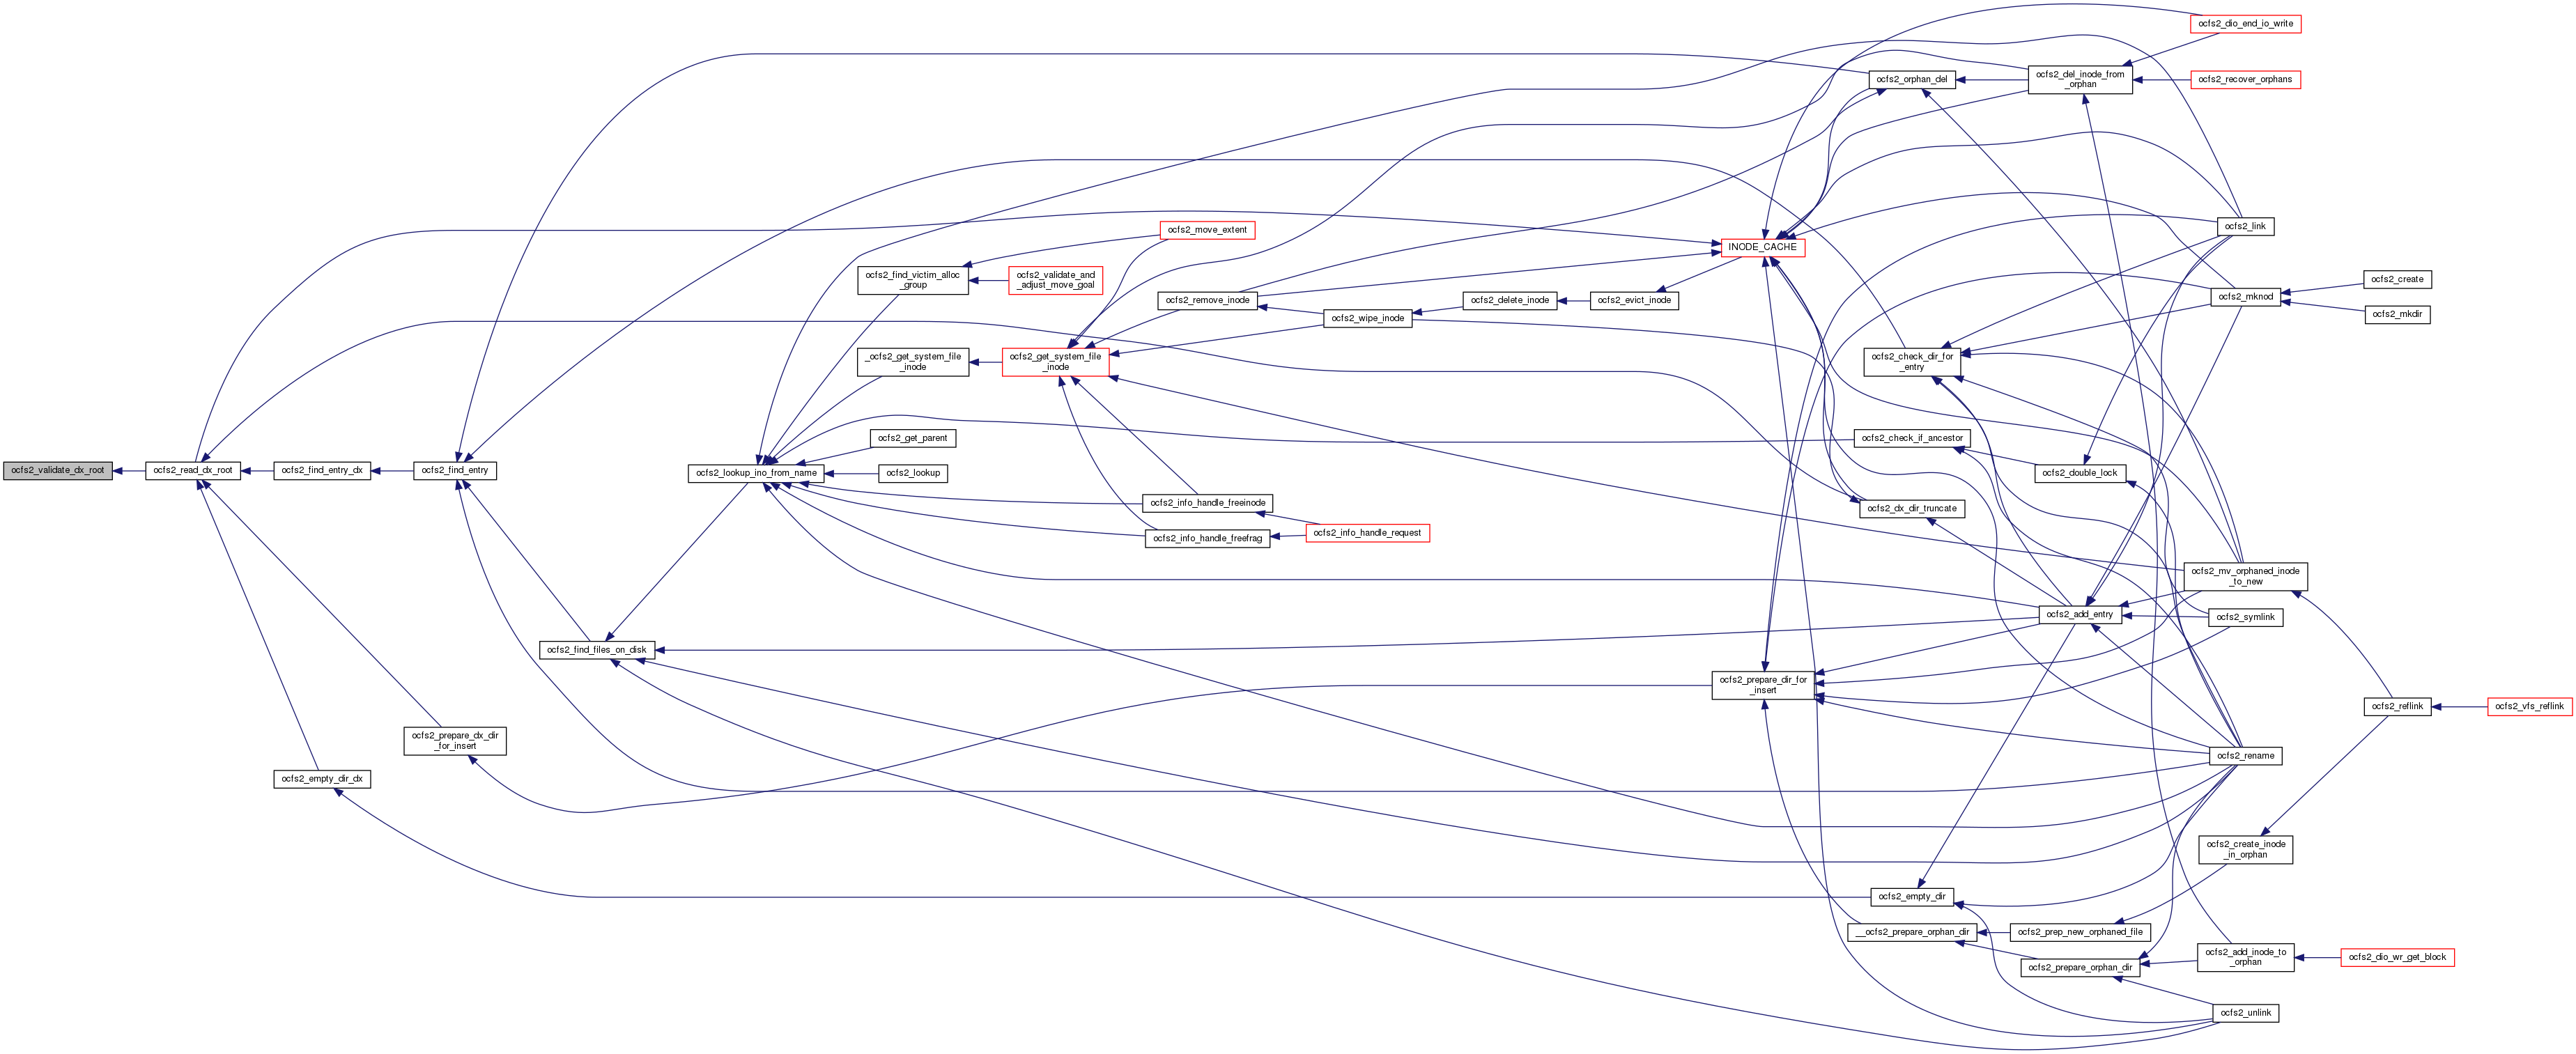 ocfs2_dio_end_io_write
ocfs2_orphan_del
ocfs2_del_inode_from
_orphan
ocfs2_recover_orphans
ocfs2_move_extent
ocfs2_link
INODE_CACHE
ocfs2_find_victim_alloc
_group
ocfs2_validate_and
_adjust_move_goal
ocfs2_create
ocfs2_remove_inode
ocfs2_delete_inode
ocfs2_evict_inode
ocfs2_mknod
ocfs2_wipe_inode
ocfs2_mkdir
_ocfs2_get_system_file
_inode
ocfs2_get_system_file
_inode
ocfs2_check_dir_for
_entry
ocfs2_get_parent
ocfs2_check_if_ancestor
ocfs2_validate_dx_root
ocfs2_read_dx_root
ocfs2_find_entry_dx
ocfs2_find_entry
ocfs2_lookup_ino_from_name
ocfs2_lookup
ocfs2_double_lock
ocfs2_info_handle_freeinode
ocfs2_dx_dir_truncate
ocfs2_info_handle_freefrag
ocfs2_info_handle_request
ocfs2_mv_orphaned_inode
_to_new
ocfs2_add_entry
ocfs2_symlink
ocfs2_find_files_on_disk
ocfs2_prepare_dir_for
_insert
ocfs2_reflink
ocfs2_vfs_reflink
ocfs2_prepare_dx_dir
_for_insert
ocfs2_rename
ocfs2_empty_dir_dx
ocfs2_create_inode
_in_orphan
ocfs2_empty_dir
__ocfs2_prepare_orphan_dir
ocfs2_prep_new_orphaned_file
ocfs2_add_inode_to
_orphan
ocfs2_dio_wr_get_block
ocfs2_prepare_orphan_dir
ocfs2_unlink